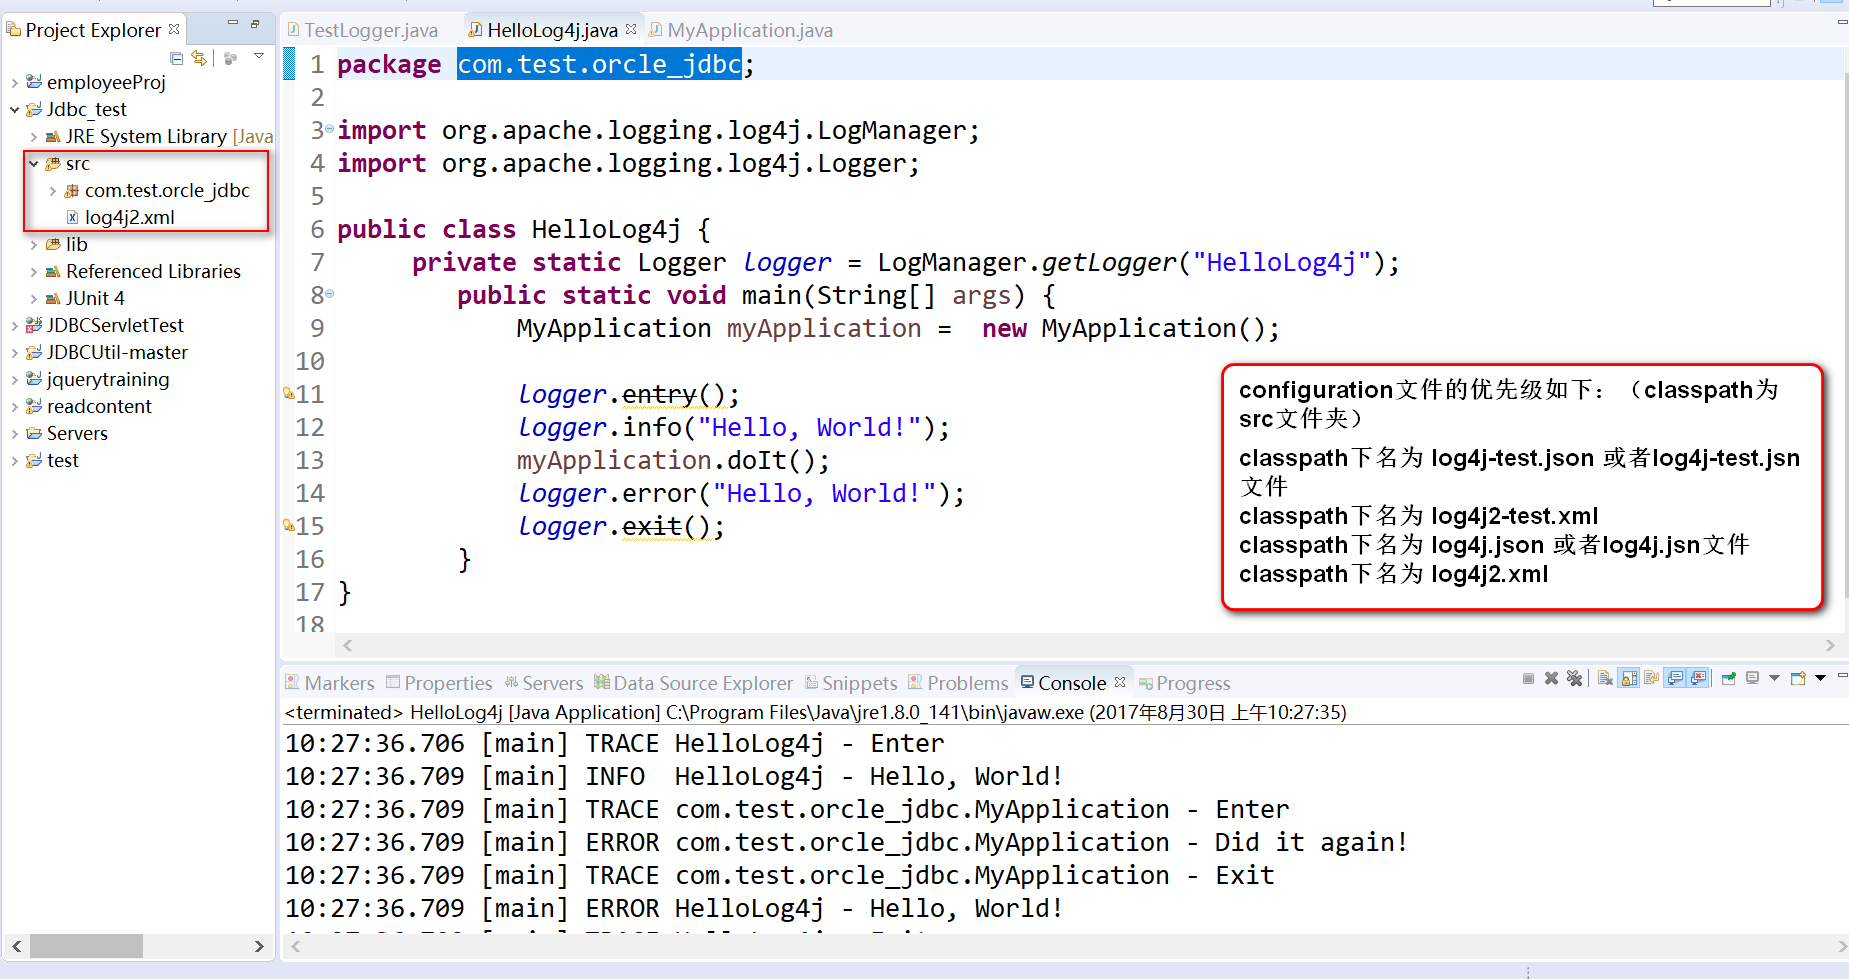 Project Explorer
employeeProj
Jdbc_test
JRE System Library [Java
src
com.test.orcle_jdbc
log4j2.xml
lib
Referenced Libraries
JUnit 4
JDBCServletTest
JDBCUtil-master
jquerytraining
readcontent
Servers
test
TestLogger.java HelloLog4j.java MyApplication.java
1 package com.test.orcle_jdbc;
2
3 import org.apache.logging.log4j.LogManager;
4 import org.apache.logging.log4j.Logger;
5
6 public class HelloLog4j {
7 private static Logger logger = LogManager.getLogger("HelloLog4j");
8 public static void main(String[] args) {
9 MyApplication myApplication =  new MyApplication();
10
11 logger.entry();
12 logger.info("Hello, World!");
13 myApplication.doIt();
14 logger.error("Hello, World!");
15 logger.exit();
16 }
17 }
18
configuration文件的优先级如下：（classpath为
src文件夹）
classpath下名为 log4j-test.json 或者log4j-test.jsn
文件
classpath下名为 log4j2-test.xml
classpath下名为 log4j.json 或者log4j.jsn文件
classpath下名为 log4j2.xml
Markers Properties Servers Data Source Explorer Snippets Problems Console Progress
<terminated> HelloLog4j [Java Application] C:\Program Files\Java\jre1.8.0_141\bin\javaw.exe (2017年8月30日 上午10:27:35)
10:27:36.706 [main] TRACE HelloLog4j - Enter
10:27:36.709 [main] INFO  HelloLog4j - Hello, World!
10:27:36.709 [main] TRACE com.test.orcle_jdbc.MyApplication - Enter
10:27:36.709 [main] ERROR com.test.orcle_jdbc.MyApplication - Did it again!
10:27:36.709 [main] TRACE com.test.orcle_jdbc.MyApplication - Exit
10:27:36.709 [main] ERROR HelloLog4j - Hello, World!